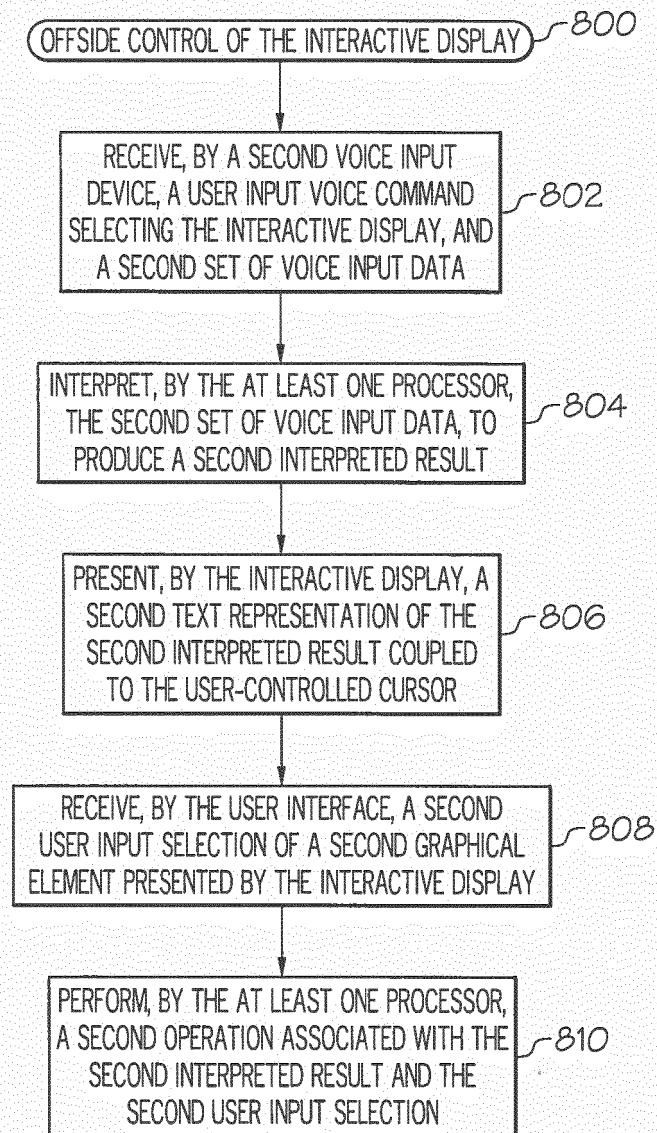 OFFSIDE CONTROL OF THE INTERACTIVE DISPLAY
800
RECEIVE, BY A SECOND VOICE INPUT
DEVICE, A USER INPUT VOICE COMMAND
SELECTING THE INTERACTIVE DISPLAY, AND
A SECOND SET OF VOICE INPUT DATA
802
INTERPRET, BY THE AT LEAST ONE PROCESSOR,
THE SECOND SET OF VOICE INPUT DATA, TO
PRODUCE A SECOND INTERPRETED RESULT
804
PRESENT, BY THE INTERACTIVE DISPLAY, A
SECOND TEXT REPRESENTATION OF THE
SECOND INTERPRETED RESULT COUPLED
TO THE USER-CONTROLLED CURSOR
806
RECEIVE, BY THE USER INTERFACE, A SECOND
USER INPUT SELECTION OF A SECOND GRAPHICAL
ELEMENT PRESENTED BY THE INTERACTIVE DISPLAY
808
PERFORM, BY THE AT LEAST ONE PROCESSOR,
A SECOND OPERATION ASSOCIATED WITH THE
SECOND INTERPRETED RESULT AND THE
SECOND USER INPUT SELECTION
810